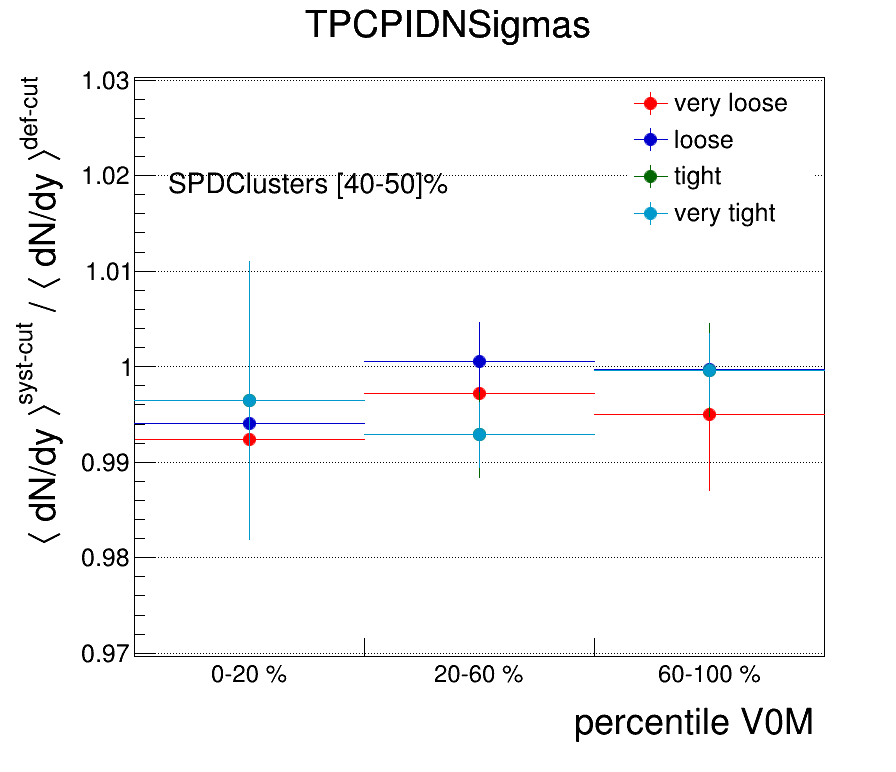 TPCPIDNSigmas
⟨ dN/dy ⟩^syst-cut / ⟨ dN/dy ⟩^def-cut
1.03
1.02
1.01
1
0.99
0.98
0.97
SPDClusters [40-50]%
very loose
loose
tight
very tight
0-20 %
20-60 %
60-100 %
percentile V0M